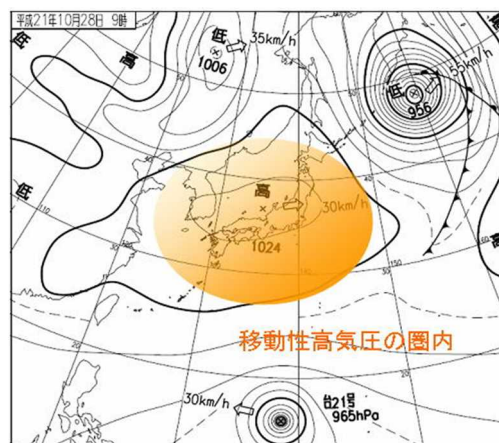 平成21年10月28日 9時
低
高
低
1006
35km/h
高
低
956
55km/h
低
高
30km/h
1024
高
移動性高気圧の圏内
30km/h
台21号
965hPa